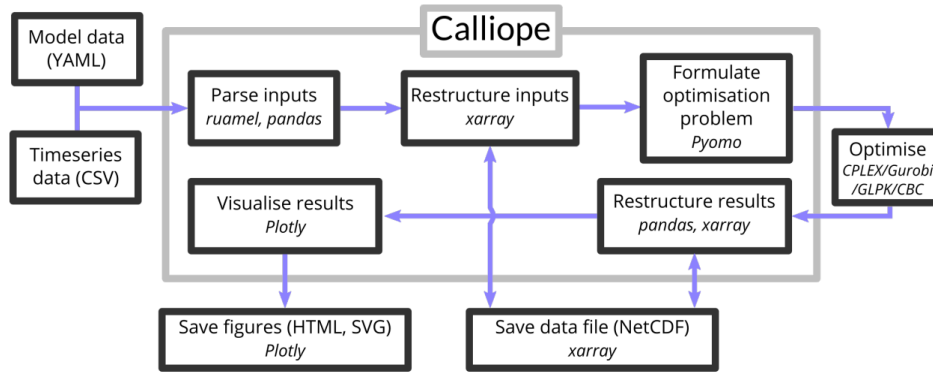 Calliope
Model data
(YAML)
Timeseries
data (CSV)
Parse inputs
ruamel, pandas
Restructure inputs
xarray
Formulate
optimisation
problem
Pyomo
Optimise
CPLEX/Gurobi
/GLPK/CBC
Restructure results
pandas, xarray
Visualise results
Plotly
Save figures (HTML, SVG)
Plotly
Save data file (NetCDF)
xarray